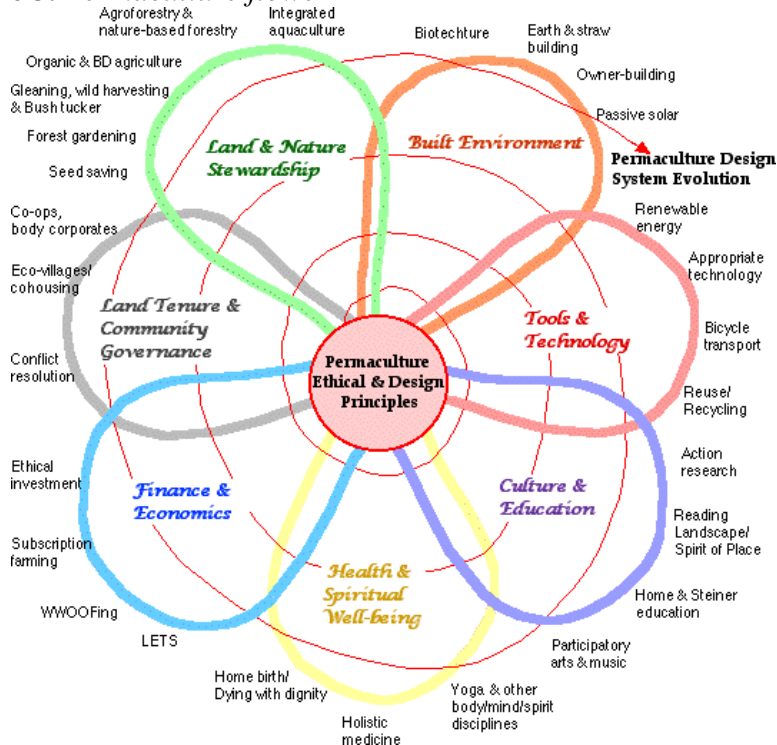 Agroforestry &
nature-based forestry
Integrated
aquaculture
Biotechture
Earth & straw
building
Owner-building
Passive solar
Organic & BD agriculture
Gleaning, wild harvesting
& Bush tucker
Forest gardening
Seed saving
Land & Nature
Stewardship
Built Environment
Permaculture Design
System Evolution
Co-ops,
body corporates
Eco-villages/
cohousing
Conflict
resolution
Land Tenure &
Community
Governance
Renewable
energy
Appropriate
technology
Bicycle
transport
Reuse/
Recycling
Tools &
Technology
Permaculture
Ethical & Design
Principles
Ethical
investment
Subscription
farming
WWOOFing
LETS
Finance &
Economics
Culture &
Education
Action
research
Reading
Landscape/
Spirit of Place
Home & Steiner
education
Participatory
arts & music
Health &
Spiritual
Well-being
Home birth/
Dying with dignity
Holistic
medicine
Yoga & other
body/mind/spirit
disciplines